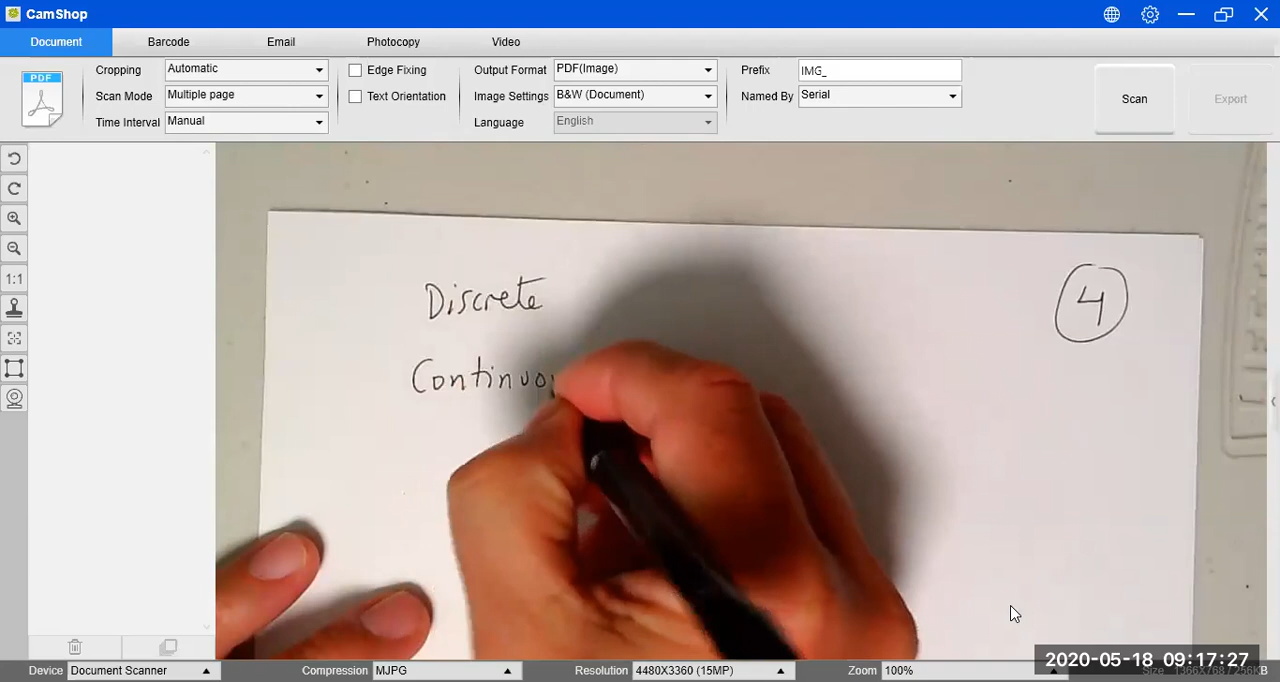 CamShop
Document Barcode Email Photocopy Video
Cropping Automatic Edge Fixing Output Format PDF(Image) Prefix IMG_
PDF Scan Mode Multiple page Text Orientation Image Settings B&W (Document) Named By Serial Scan Export
Time Interval Manual Language English
1:1
Discrete
4
Continuo
Device Document Scanner Compression MJPG Resolution 4480X3360 (15MP) Zoom 100%
2020-05-18 09:17:27